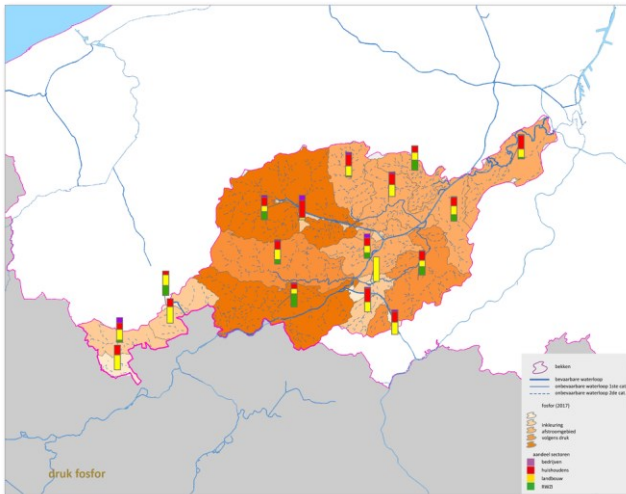 bekken
bevaarbare waterloop
onbevaarbare waterloop 1ste cat
onbevaarbare waterloop 2de cat
fosfor (2017)
inkleuring
afstroomgebied
volgens druk
aandeel sectoren
bedrijven
huishoudens
landbouw
RWZI
druk fosfor